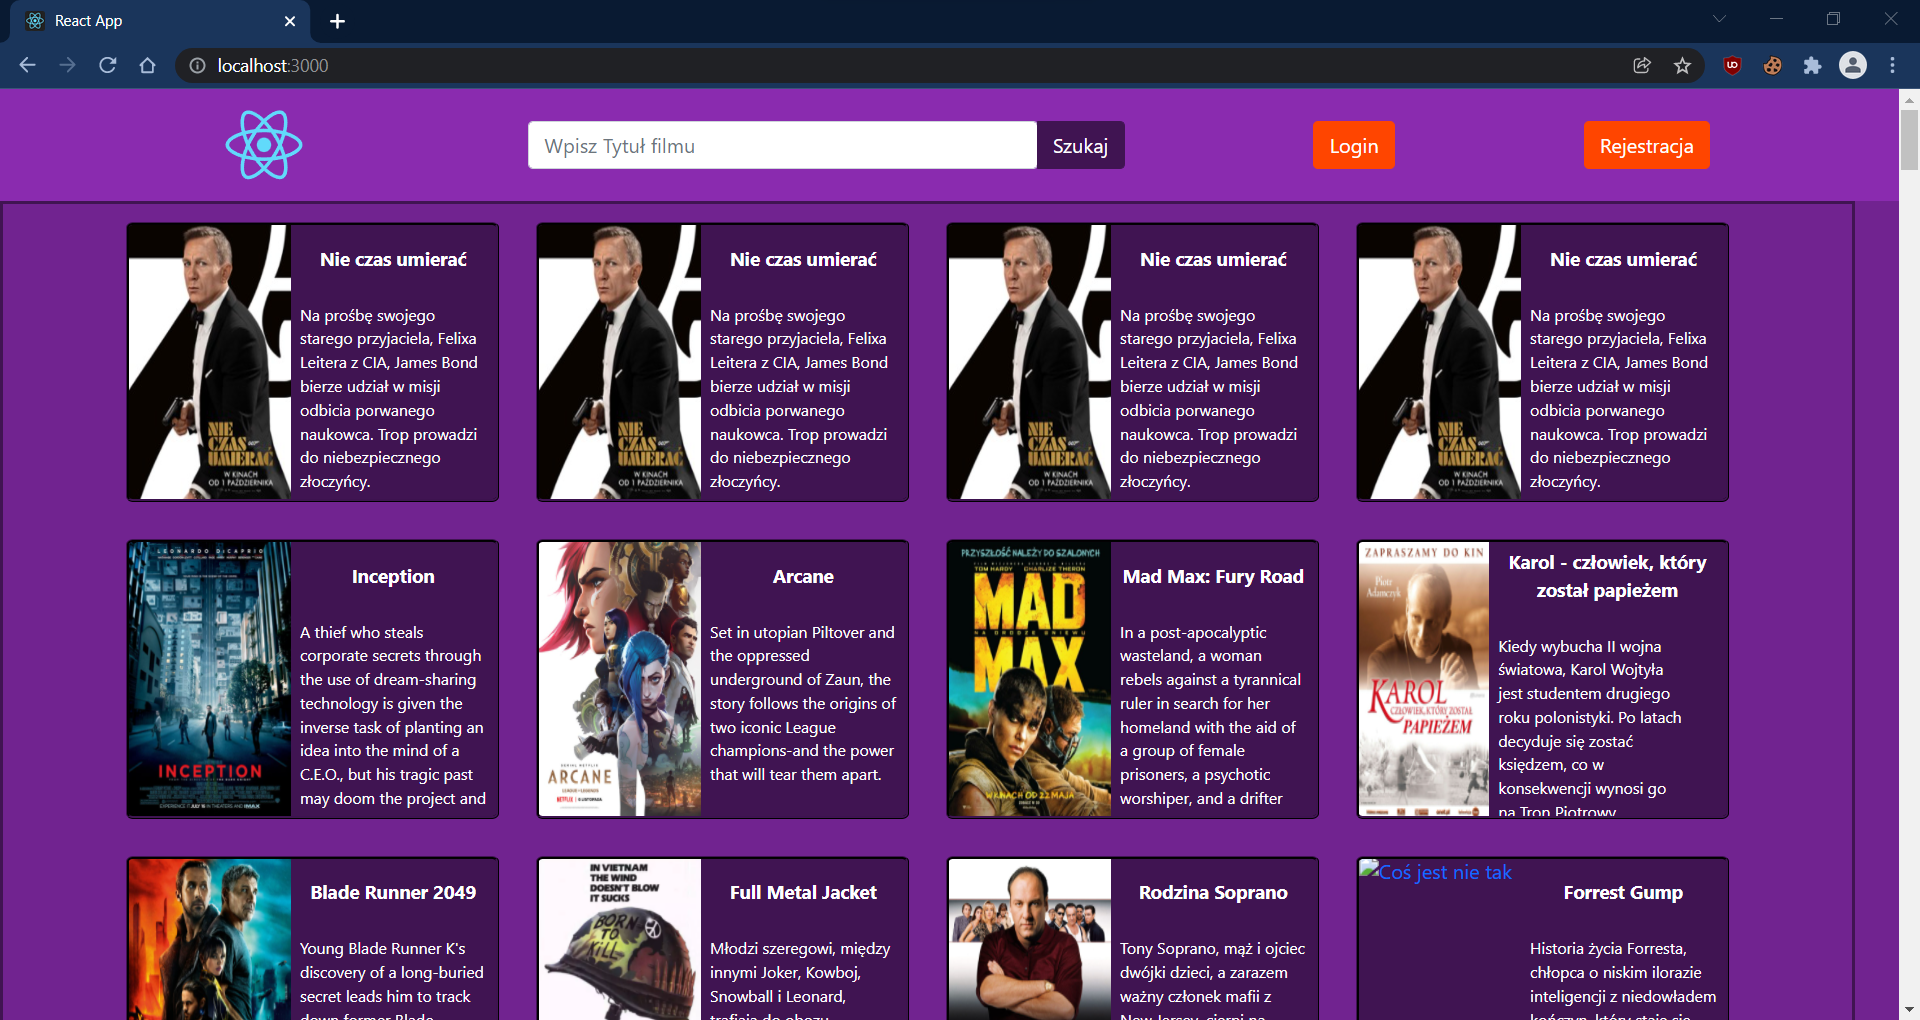 React App
localhost:3000
Wpisz Tytuł filmu
Szukaj
Login
Rejestracja
NIE
CZAS
UMIERAĆ
W KINACH
OD 1 PAŹDZIERNIKA
Nie czas umierać
Na prośbę swojego
starego przyjaciela, Felixa
Leitera z CIA, James Bond
bierze udział w misji
odbicia porwanego
naukowca. Trop prowadzi
do niebezpiecznego
złoczyńcy.
NIE
CZAS
UMIERAĆ
W KINACH
OD 1 PAŹDZIERNIKA
Nie czas umierać
Na prośbę swojego
starego przyjaciela, Felixa
Leitera z CIA, James Bond
bierze udział w misji
odbicia porwanego
naukowca. Trop prowadzi
do niebezpiecznego
złoczyńcy.
NIE
CZAS
UMIERAĆ
W KINACH
OD 1 PAŹDZIERNIKA
Nie czas umierać
Na prośbę swojego
starego przyjaciela, Felixa
Leitera z CIA, James Bond
bierze udział w misji
odbicia porwanego
naukowca. Trop prowadzi
do niebezpiecznego
złoczyńcy.
NIE
CZAS
UMIERAĆ
W KINACH
OD 1 PAŹDZIERNIKA
Nie czas umierać
Na prośbę swojego
starego przyjaciela, Felixa
Leitera z CIA, James Bond
bierze udział w misji
odbicia porwanego
naukowca. Trop prowadzi
do niebezpiecznego
złoczyńcy.
LEONARDO DiCAPRIO
INCEPTION
Inception
A thief who steals
corporate secrets through
the use of dream-sharing
technology is given the
inverse task of planting an
idea into the mind of a
C.E.O., but his tragic past
may doom the project and
ARCANE
NETFLIX
Arcane
Set in utopian Piltover and
the oppressed
underground of Zaun, the
story follows the origins of
two iconic League
champions-and the power
that will tear them apart.
PRZYSZŁOŚĆ NALEŻY DO SZALONYCH
TOM HARDY CHARLIZE THERON
MAD
NA DRODZE GNIEWU
MAX
W KINACH OD 22 MAJA
Mad Max: Fury Road
In a post-apocalyptic
wasteland, a woman
rebels against a tyrannical
ruler in search for her
homeland with the aid of
a group of female
prisoners, a psychotic
worshiper, and a drifter
ZAPRASZAMY DO KIN
Piotr
Adamczyk
KAROL
CZŁOWIEK, KTÓRY ZOSTAŁ
PAPIEŻEM
Karol - człowiek, który
został papieżem
Kiedy wybucha II wojna
światowa, Karol Wojtyła
jest studentem drugiego
roku polonistyki. Po latach
decyduje się zostać
księdzem, co w
konsekwencji wynosi go
na Tron Piotrowy
Blade Runner 2049
Young Blade Runner K's
discovery of a long-buried
secret leads him to track
down former Blade
IN VIETNAM
THE WIND
DOESN'T BLOW
IT SUCKS
BORN TO
KILL
Full Metal Jacket
Młodzi szeregowi, między
innymi Joker, Kowboj,
Snowball i Leonard,
trafiają do obozu
Rodzina Soprano
Tony Soprano, mąż i ojciec
dwójki dzieci, a zarazem
ważny członek mafii z
New Jersey, cierpi na
Coś jest nie tak
Forrest Gump
Historia życia Forresta,
chłopca o niskim ilorazie
inteligencji z niedowładem
kończyn, który staje się